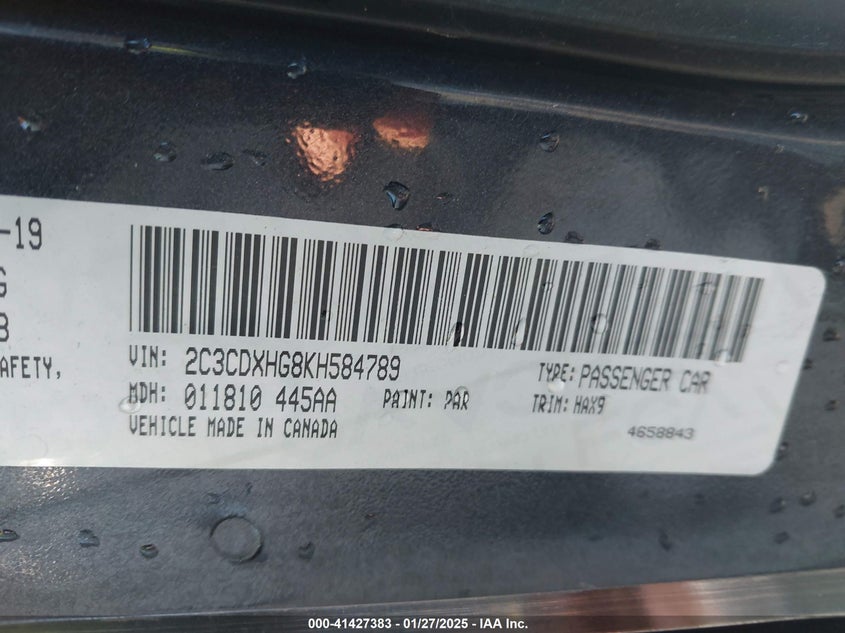 -19
G
AFETY,
VIN: 2C3CDXHG8KH584789 TYPE: PASSENGER CAR
MDH: 011810 445AA PAINT: PAR TRIM: HAX9
VEHICLE MADE IN CANADA 4658843
000-41427383 - 01/27/2025 - IAA Inc.